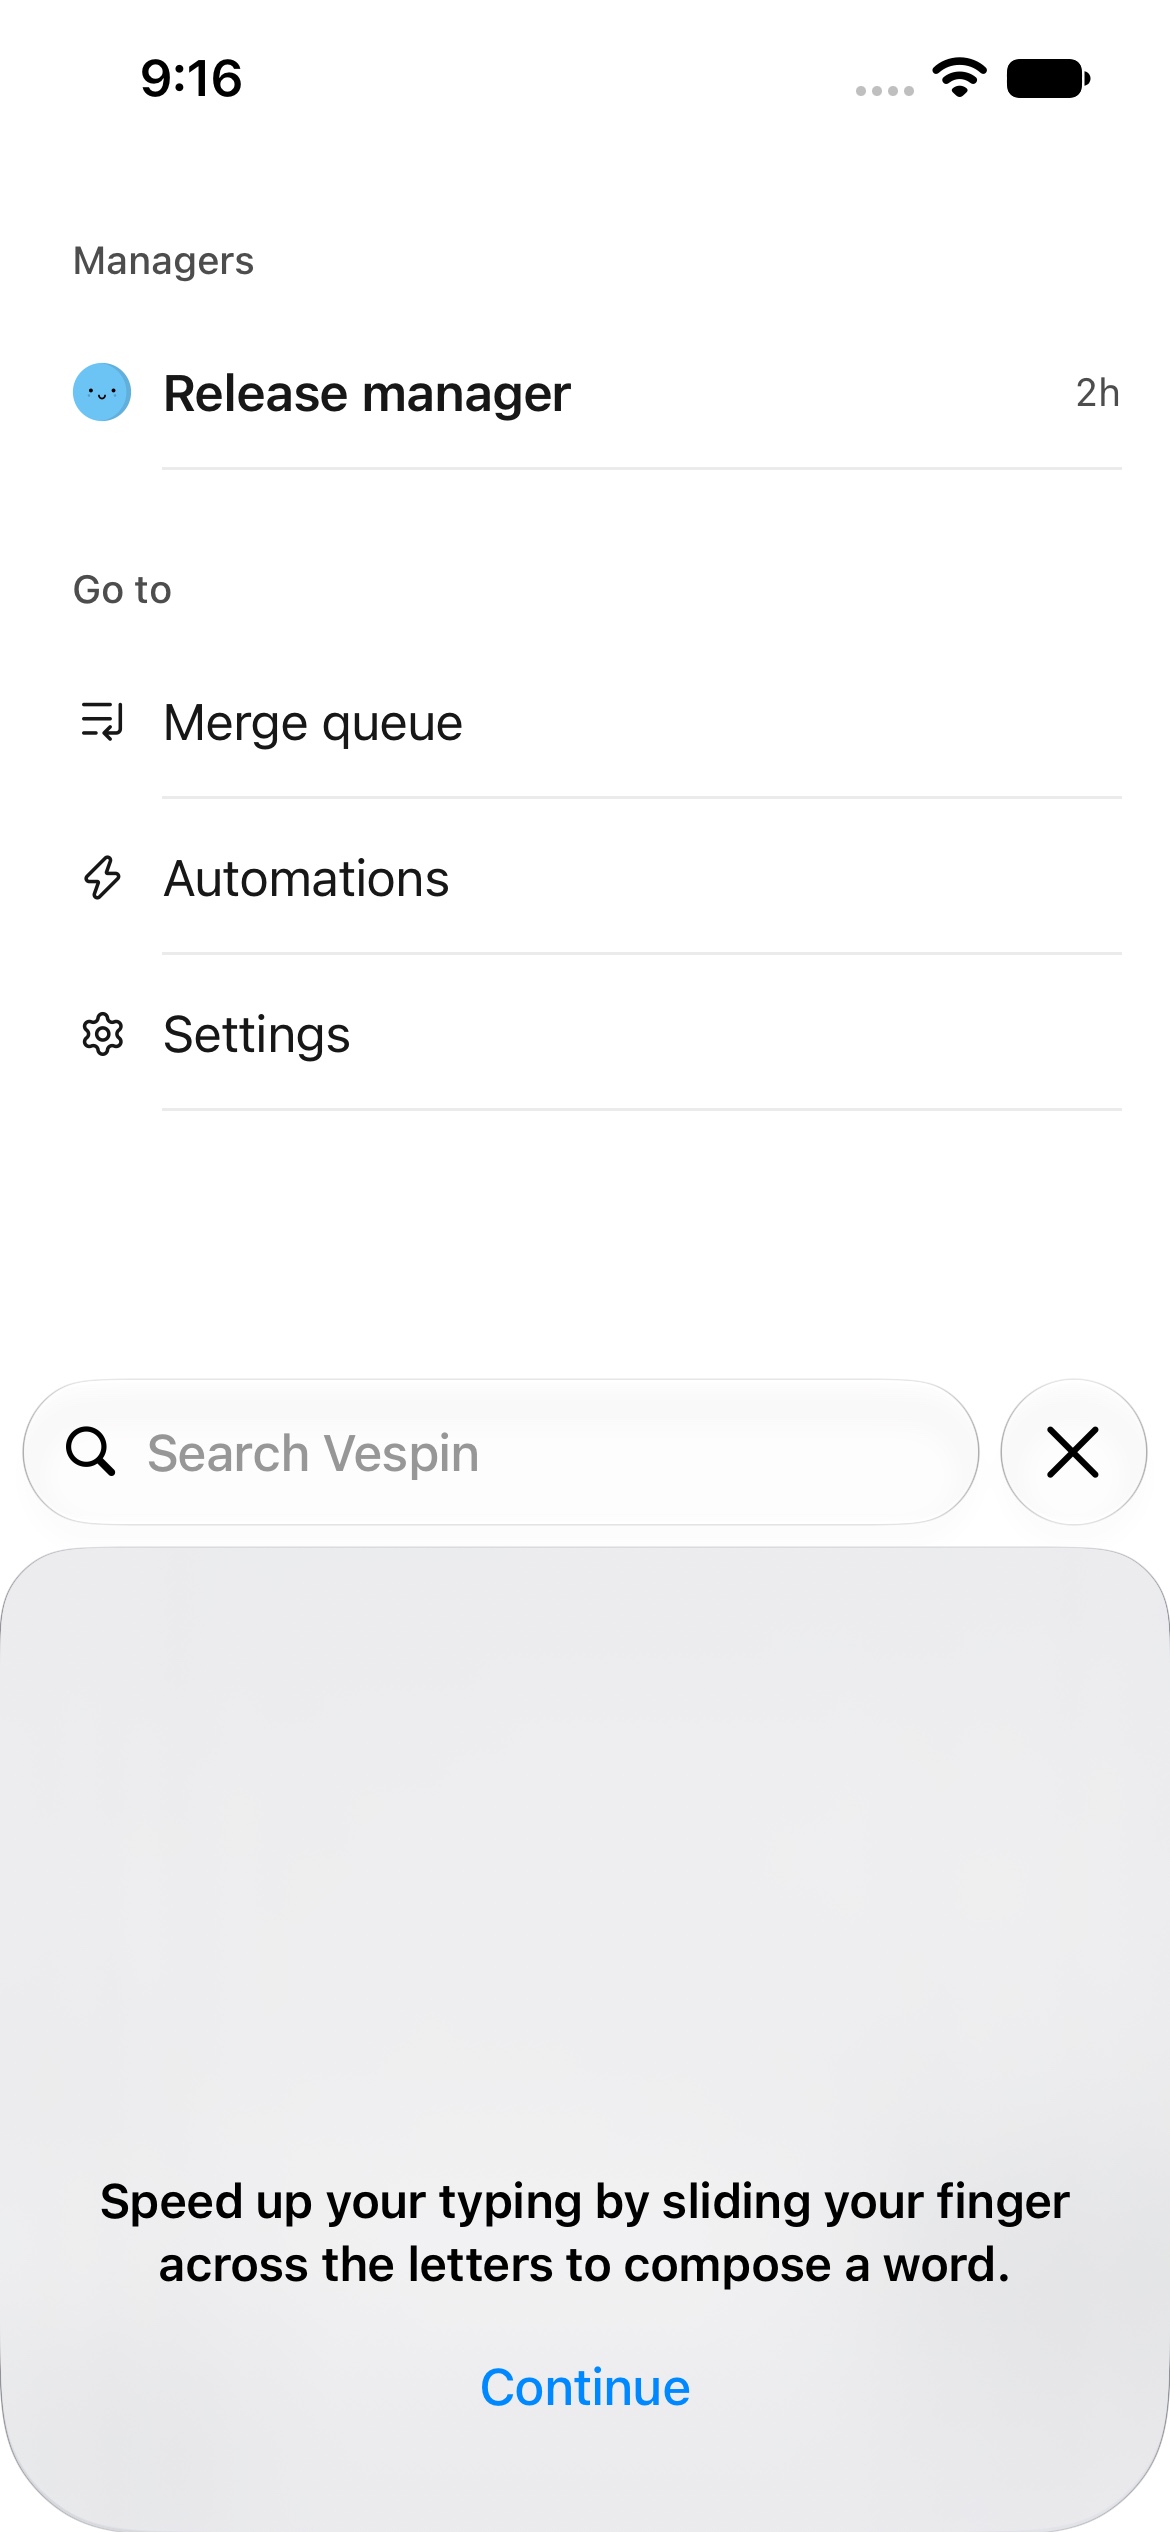 9:16
Managers
Release manager
2h
Go to
Merge queue
Automations
Settings
Search Vespin
Speed up your typing by sliding your finger
across the letters to compose a word.
Continue